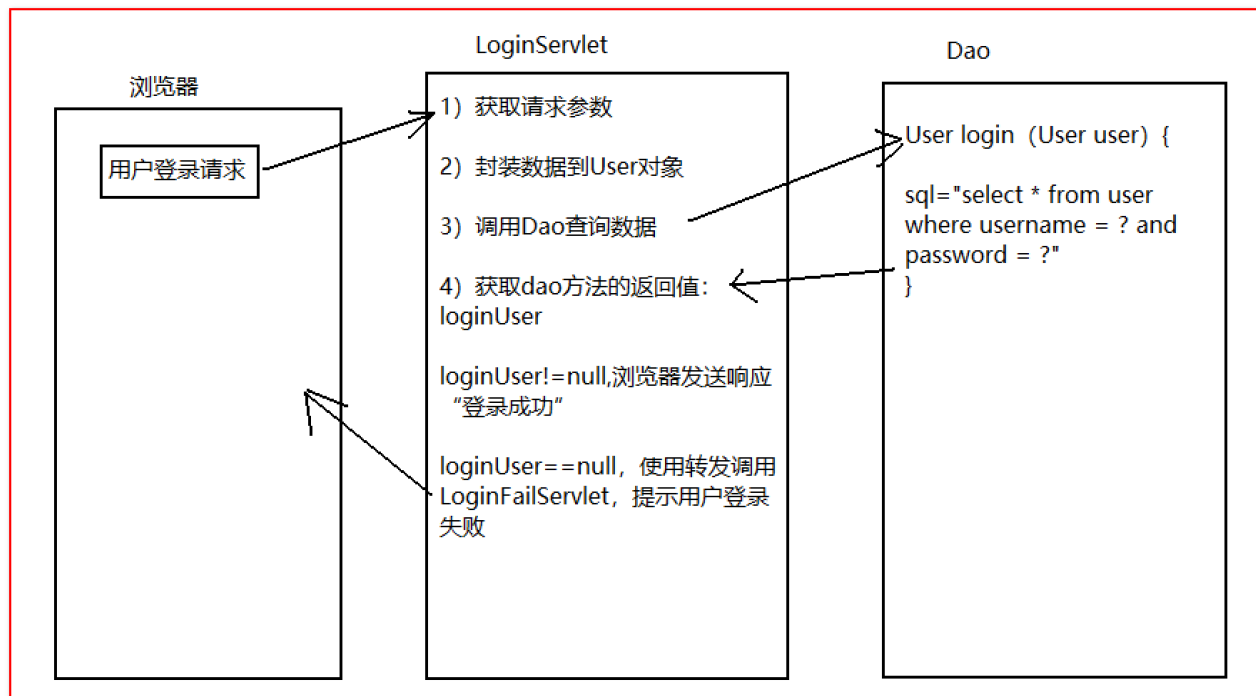 浏览器
用户登录请求
LoginServlet
1）获取请求参数
2）封装数据到User对象
3）调用Dao查询数据
4）获取dao方法的返回值：
loginUser
loginUser!=null,浏览器发送响应
“登录成功”
loginUser==null，使用转发调用
LoginFailServlet，提示用户登录
失败
Dao
User login（User user）{
sql="select * from user
where username = ? and
password = ?"
}